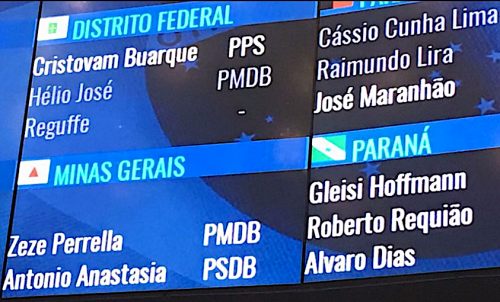 DISTRITO FEDERAL
Cristovam Buarque PPS
Hélio José PMDB
Reguffe -
MINAS GERAIS
Zeze Perrella PMDB
Antonio Anastasia PSDB
Cássio Cunha Lima
Raimundo Lira
José Maranhão
PARANÁ
Gleisi Hoffmann
Roberto Requião
Alvaro Dias